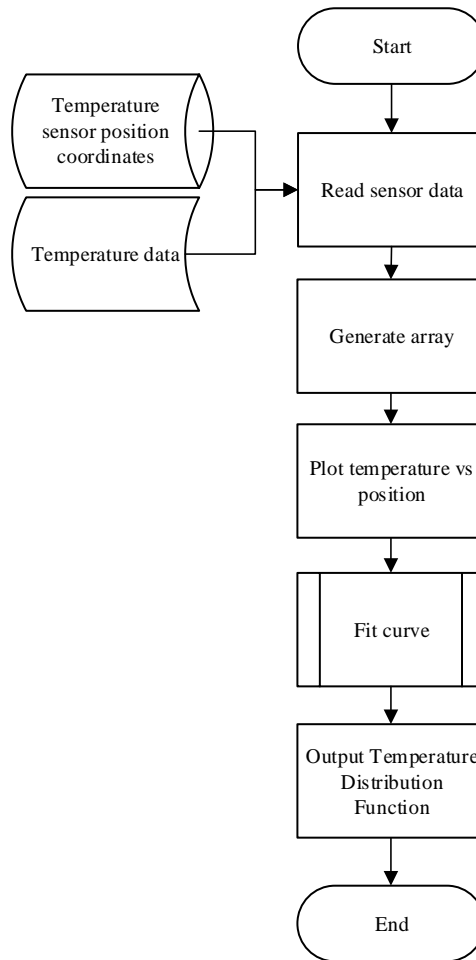 Start
Temperature
sensor position
coordinates
Read sensor data
Temperature data
Generate array
Plot temperature vs
position
Fit curve
Output Temperature
Distribution
Function
End